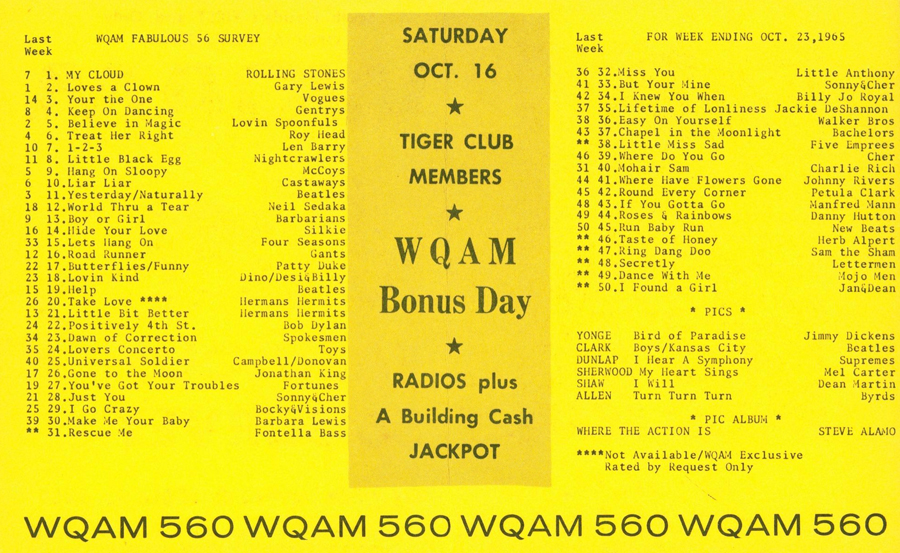 Last WQAM FABULOUS 56 SURVEY
Week
7 1. MY CLOUD ROLLING STONES
1 2. Loves a Clown Gary Lewis
14 3. Your the One Vogues
8 4. Keep On Dancing Gentrys
2 5. Believe in Magic Lovin Spoonfuls
4 6. Treat Her Right Roy Head
10 7. 1-2-3 Len Barry
11 8. Little Black Egg Nightcrawlers
5 9. Hang On Sloopy McCoys
6 10.Liar Liar Castaways
3 11.Yesterday/Naturally Beatles
18 12.World Thru a Tear Neil Sedaka
9 13.Boy or Girl Barbarians
16 14.Hide Your Love Silkie
33 15.Lets Hang On Four Seasons
12 16.Road Runner Gants
22 17.Butterflies/Funny Patty Duke
23 18.Lovin Kind Dino/Desi&Billy
15 19.Help Beatles
26 20.Take Love **** Hermans Hermits
13 21.Little Bit Better Hermans Hermits
24 22.Positively 4th St. Bob Dylan
34 23.Dawn of Correction Spokesmen
35 24.Lovers Concerto Toys
40 25.Universal Soldier Campbell/Donovan
17 26.Gone to the Moon Jonathan King
19 27.You've Got Your Troubles Fortunes
21 28.Just You Sonny&Cher
25 29.I Go Crazy Bocky&Visions
39 30.Make Me Your Baby Barbara Lewis
** 31.Rescue Me Fontella Bass
SATURDAY
OCT. 16
★
TIGER CLUB
MEMBERS
★
WQAM
Bonus Day
★
RADIOS plus
A Building Cash
JACKPOT
Last FOR WEEK ENDING OCT. 23,1965
Week
36 32.Miss You Little Anthony
41 33.But Your Mine Sonny&Cher
42 34.I Knew You When Billy Jo Royal
37 35.Lifetime of Lonliness Jackie DeShannon
38 36.Easy On Yourself Walker Bros
43 37.Chapel in the Moonlight Bachelors
** 38.Little Miss Sad Five Emprees
46 39.Where Do You Go Cher
31 40.Mohair Sam Charlie Rich
44 41.Where Have Flowers Gone Johnny Rivers
45 42.Round Every Corner Petula Clark
48 43.If You Gotta Go Manfred Mann
49 44.Roses & Rainbows Danny Hutton
50 45.Run Baby Run New Beats
** 46.Taste of Honey Herb Alpert
** 47.Ring Dang Doo Sam the Sham
** 48.Secretly Lettermen
** 49.Dance With Me Mojo Men
** 50.I Found a Girl Jan&Dean
* PICS *
YONGE Bird of Paradise Jimmy Dickens
CLARK Boys/Kansas City Beatles
DUNLAP I Hear A Symphony Supremes
SHERWOOD My Heart Sings Mel Carter
SHAW I Will Dean Martin
ALLEN Turn Turn Turn Byrds
* PIC ALBUM *
WHERE THE ACTION IS STEVE ALAMO
****Not Available/WQAM Exclusive
Rated by Request Only
WQAM 560 WQAM 560 WQAM 560 WQAM 560